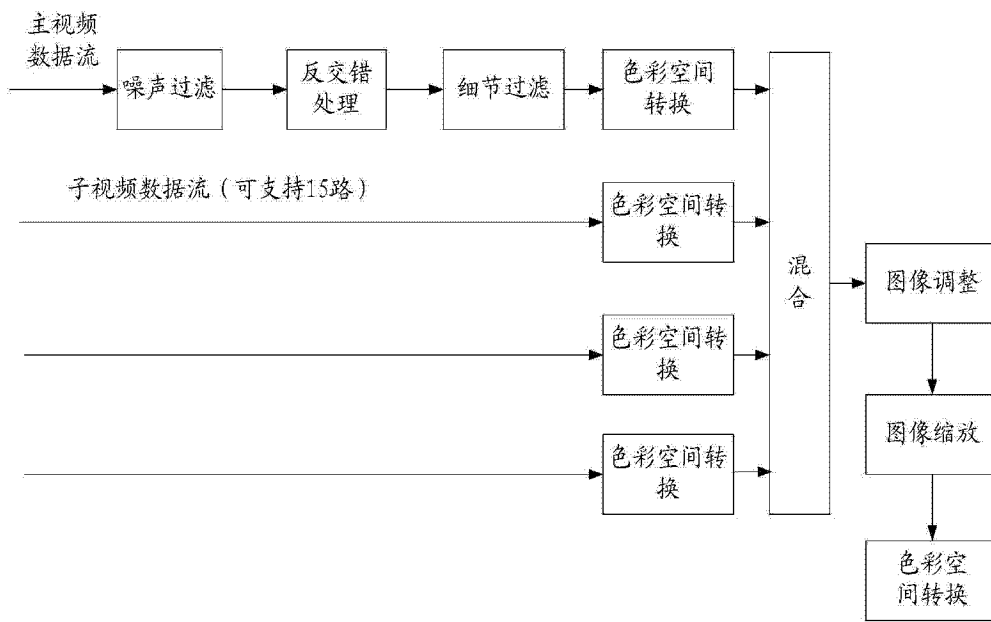 主视频
数据流
噪声过滤
反交错
处理
细节过滤
色彩空间
转换
子视频数据流（可支持15路）
色彩空间转
换
混
合
图像调整
色彩空间转
换
图像缩放
色彩空间转
换
色彩空
间转换